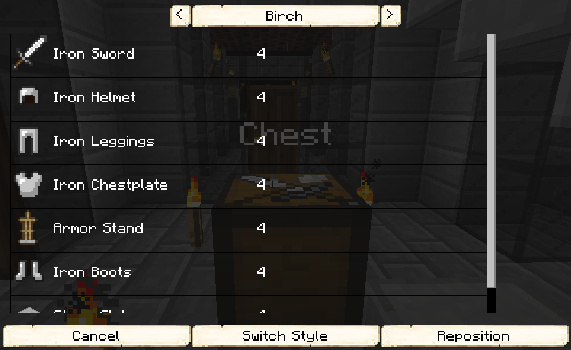 <
Birch
>
Iron Sword 4
Iron Helmet 4
Chest
Iron Leggings 4
Iron Chestplate 4
Armor Stand 4
Iron Boots 4
4
Cancel
Switch Style
Reposition